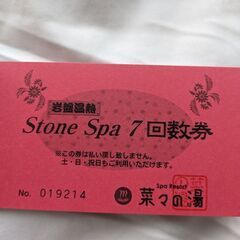 岩盤温熱
Stone Spa 7 回数券
※この券は払い戻し致しません。
土・日・祝日もご利用いただけます。
No. 019214
Spa Resort
菜々の湯